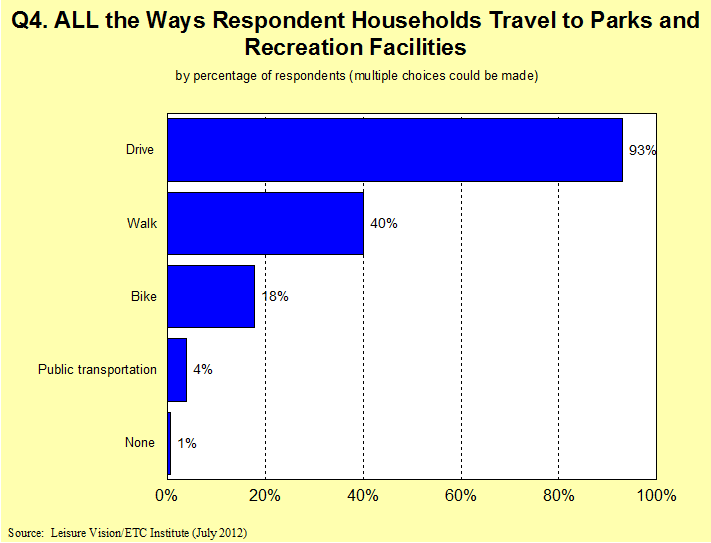 Q4. ALL the Ways Respondent Households Travel to Parks and
Recreation Facilities
by percentage of respondents (multiple choices could be made)
Drive
93%
Walk
40%
Bike
18%
Public transportation
4%
None
1%
0%
20%
40%
60%
80%
100%
Source:  Leisure Vision/ETC Institute (July 2012)